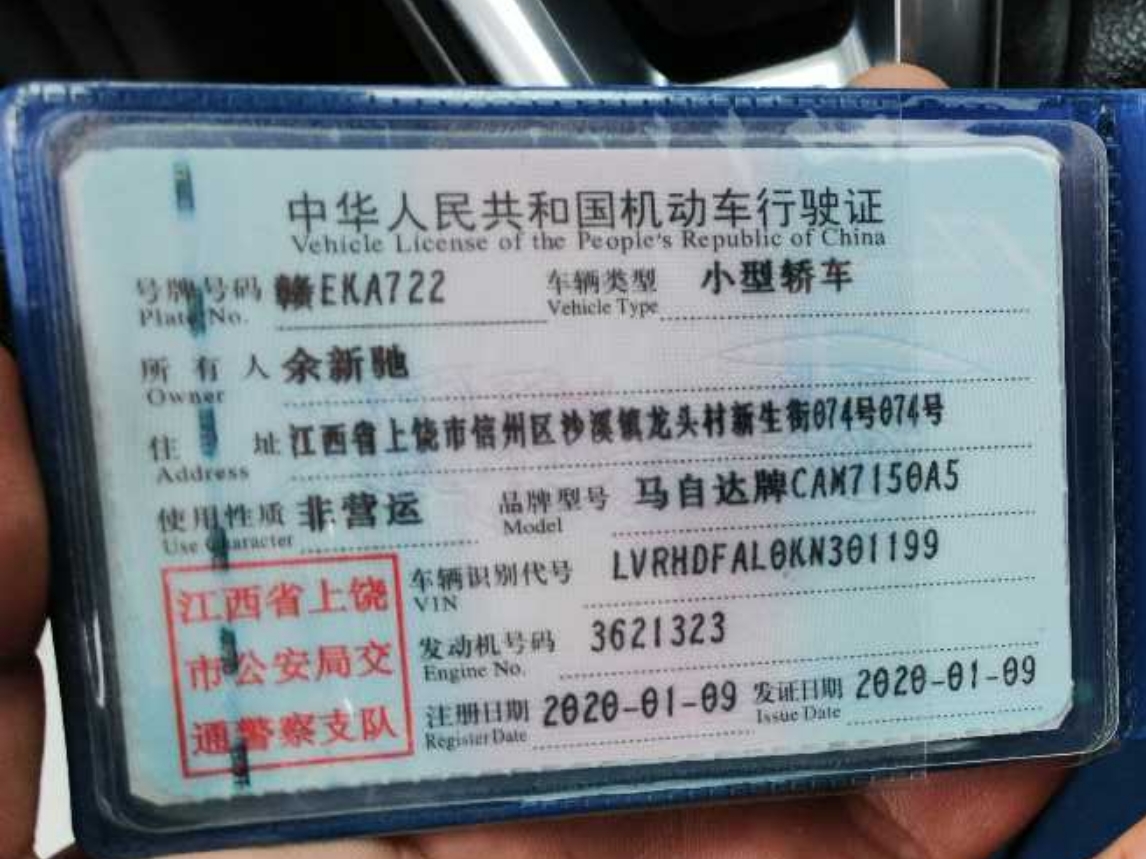 中华人民共和国机动车行驶证
Vehicle License of the People's Republic of China
号牌号码 赣EKA722 车辆类型 小型轿车
Plate No. Vehicle Type
所有人 余新驰
Owner
住址 江西省上饶市信州区沙溪镇龙头村新生街074号074号
Address
使用性质 非营运 品牌型号 马自达牌CAM7150A5
Use Character Model
车辆识别代号 LVRHDFAL0KN301199
VIN
发动机号码 3621323
Engine No.
注册日期 2020-01-09 发证日期 2020-01-09
Register Date Issue Date
江西省上饶
市公安局交
通警察支队